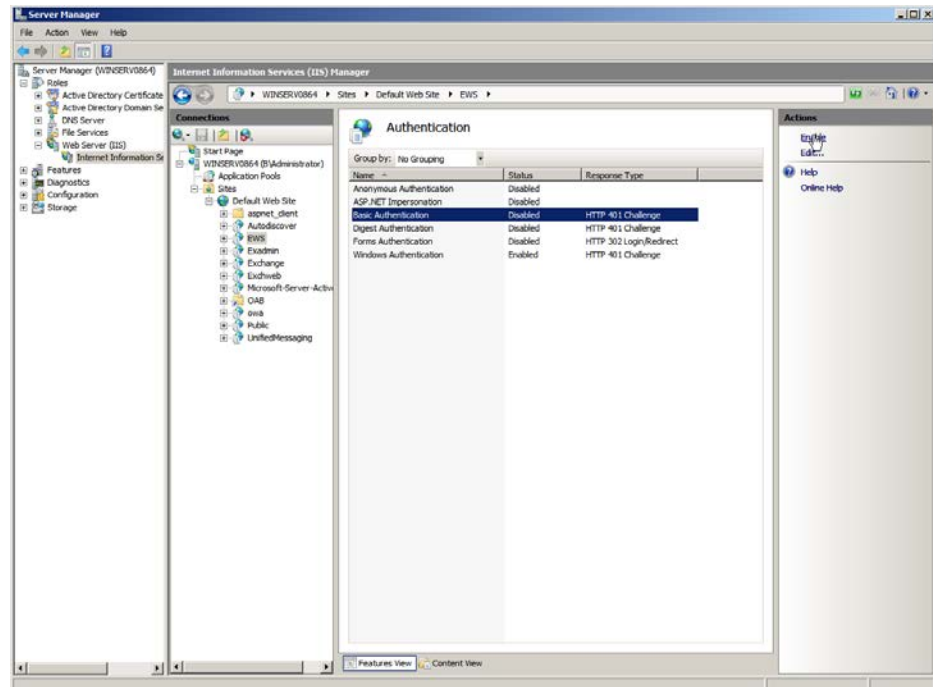 Server Manager
File Action View Help
Server Manager (WINSERV0864)
Roles
Active Directory Certificate
Active Directory Domain Se
DNS Server
File Services
Web Server (IIS)
Internet Information Se
Features
Diagnostics
Configuration
Storage
Internet Information Services (IIS) Manager
WINSERV0864 Sites Default Web Site EWS
Connections
Start Page
WINSERV0864 (B\Administrator)
Application Pools
Sites
Default Web Site
aspnet_client
Autodiscover
EWS
Exadmin
Exchange
Exchweb
Microsoft-Server-Activ
OAB
owa
Public
UnifiedMessaging
Authentication
Group by: No Grouping
Name Status Response Type
Anonymous Authentication Disabled
ASP.NET Impersonation Disabled
Basic Authentication Disabled HTTP 401 Challenge
Digest Authentication Disabled HTTP 401 Challenge
Forms Authentication Disabled HTTP 302 Login/Redirect
Windows Authentication Enabled HTTP 401 Challenge
Features View Content View
Actions
Enable
Edit...
Help
Online Help